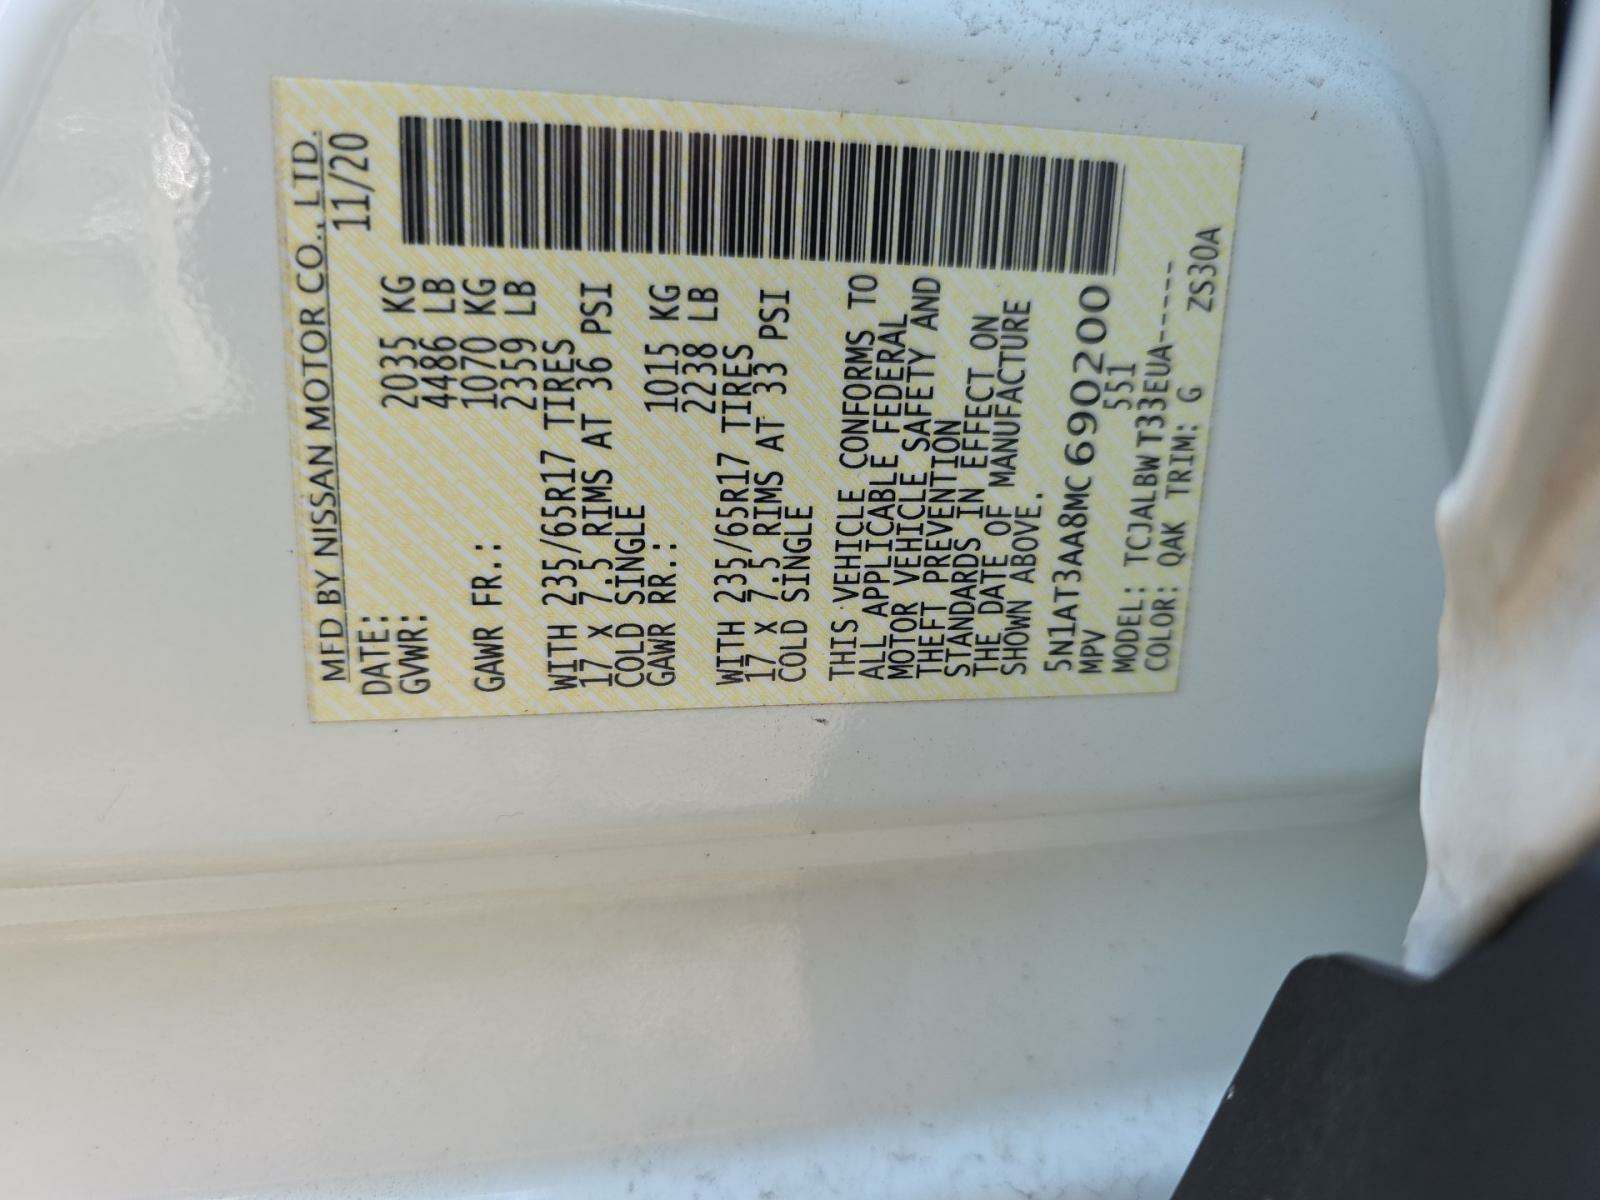 MFD BY NISSAN MOTOR CO., LTD.
DATE: 11/20
GVWR: 2035 KG
4486 LB
GAWR FR.: 1070 KG
2359 LB
WITH 235/65R17 TIRES
17 X 7.5 RIMS AT 36 PSI
COLD SINGLE
GAWR RR.: 1015 KG
2238 LB
WITH 235/65R17 TIRES
17 X 7.5 RIMS AT 33 PSI
COLD SINGLE
THIS VEHICLE CONFORMS TO
ALL APPLICABLE FEDERAL
MOTOR VEHICLE SAFETY AND
THEFT PREVENTION
STANDARDS IN EFFECT ON
THE DATE OF MANUFACTURE
SHOWN ABOVE.
5N1AT3AA8MC690200
MPV 551
MODEL: TCJALBWT33EUA-----
COLOR: QAK TRIM: G ZS30A